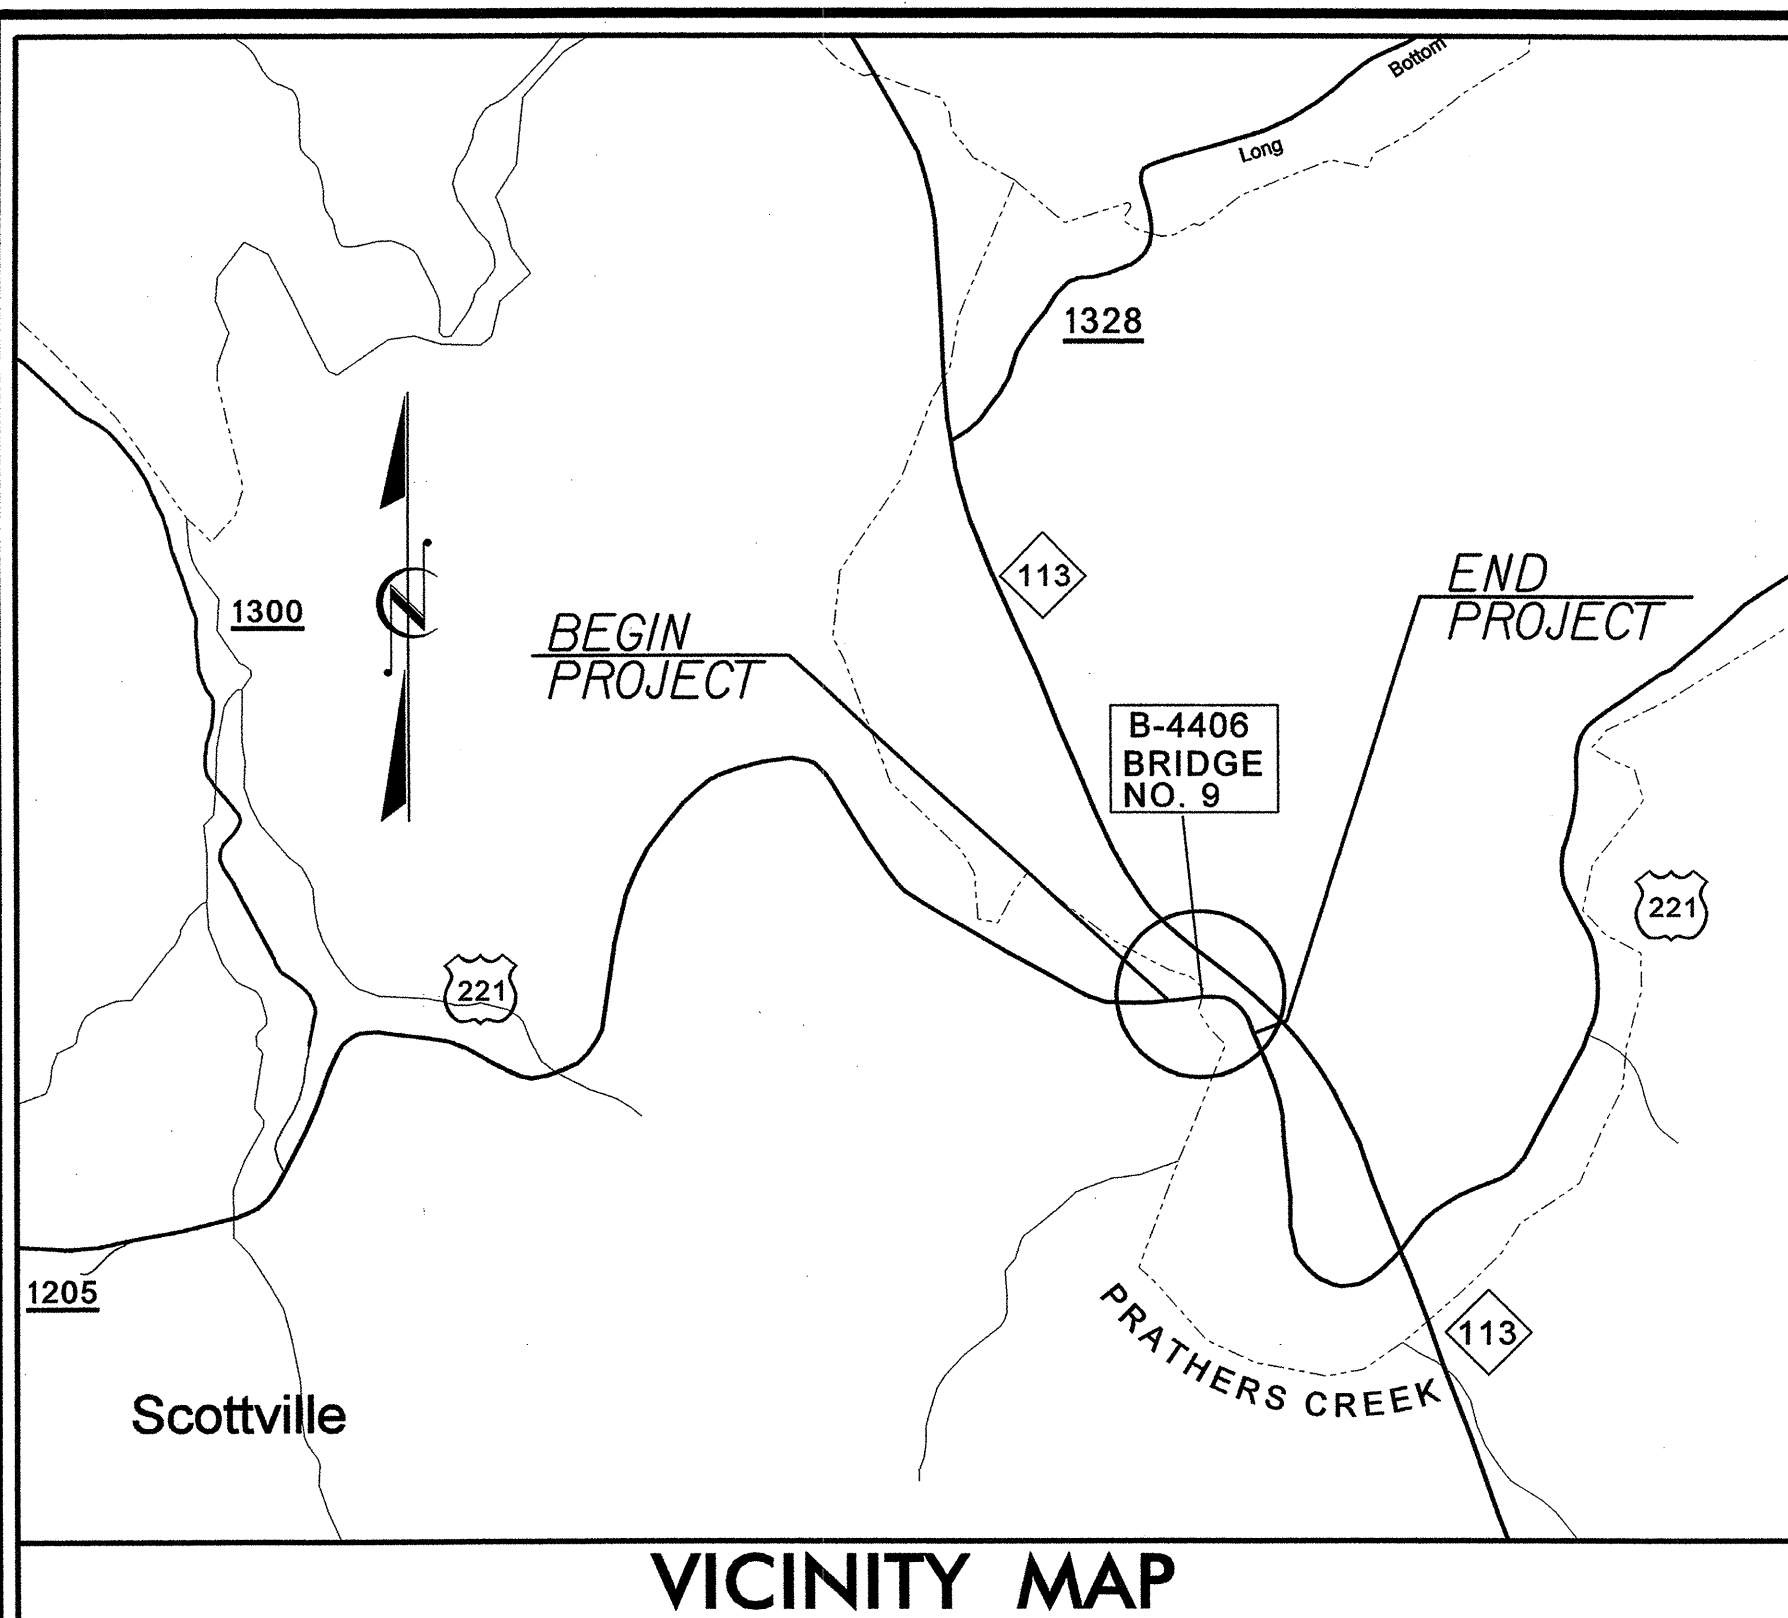 Bottom
Long
1328
113
END
PROJECT
1300
N
BEGIN
PROJECT
B-4406
BRIDGE
NO. 9
221
221
1205
PRATHERS CREEK
113
Scottville
VICINITY MAP